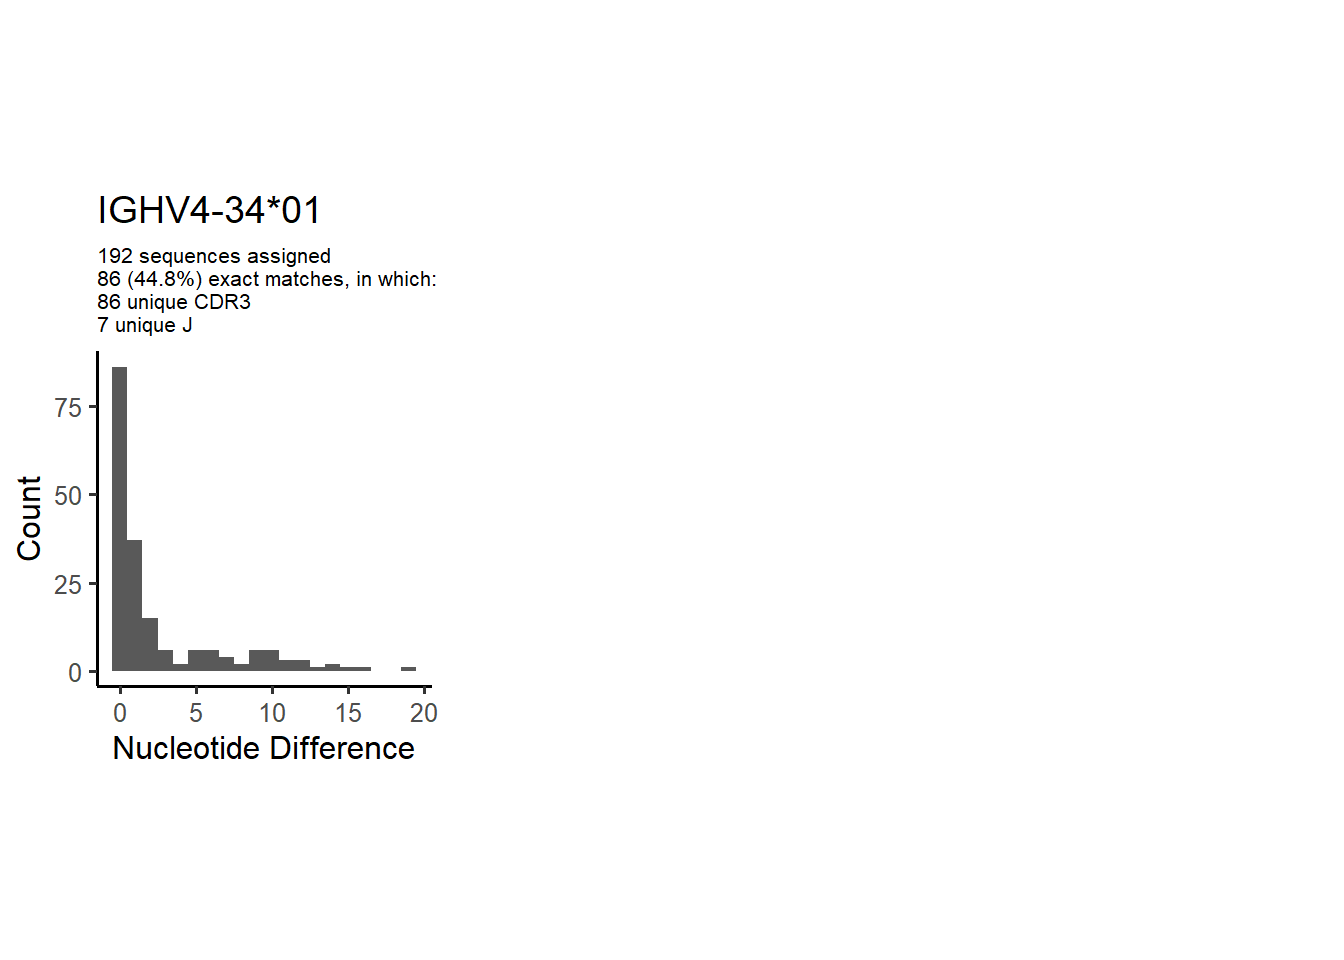 IGHV4-34*01
192 sequences assigned
86 (44.8%) exact matches, in which:
86 unique CDR3
7 unique J
75
50
25
0
Count
0 5 10 15 20
Nucleotide Difference